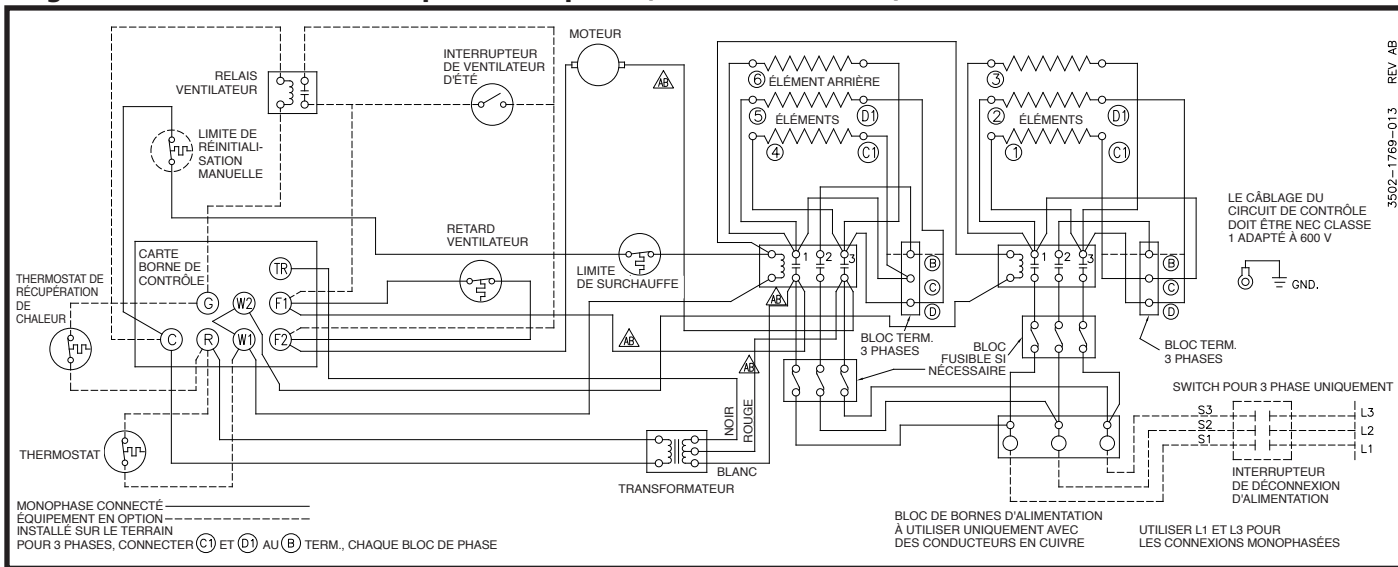 MOTEUR
INTERRUPTEUR
DE VENTILATEUR
D'ÉTÉ
AB
RELAIS
VENTILATEUR
LIMITE DE
RÉINITIALI-
SATION
MANUELLE
6 ÉLÉMENT ARRIÈRE
5 ÉLÉMENTS D1
4 C1
3
2 ÉLÉMENTS D1
1 C1
3502-1769-013 REV AB
LE CÂBLAGE DU
CIRCUIT DE CONTRÔLE
DOIT ÊTRE NEC CLASSE
1 ADAPTÉ À 600 V
GND.
RETARD
VENTILATEUR
LIMITE
DE SURCHAUFFE
1 2 3
B
C
D
1 2 3
B
C
D
AB
AB
AB
CARTE
BORNE DE
CONTRÔLE
TR
G W2 F1
C R W1 F2
THERMOSTAT DE
RÉCUPÉRATION
DE
CHALEUR
BLOC TERM.
3 PHASES
BLOC
FUSIBLE SI
NÉCESSAIRE
BLOC TERM.
3 PHASES
SWITCH POUR 3 PHASE UNIQUEMENT
S3 L3
S2 L2
S1 L1
INTERRUPTEUR
DE DÉCONNEXION
D'ALIMENTATION
NOIR
ROUGE
BLANC
TRANSFORMATEUR
THERMOSTAT
MONOPHASE CONNECTÉ
ÉQUIPEMENT EN OPTION
INSTALLÉ SUR LE TERRAIN
POUR 3 PHASES, CONNECTER C1 ET D1 AU B TERM., CHAQUE BLOC DE PHASE
BLOC DE BORNES D'ALIMENTATION
À UTILISER UNIQUEMENT AVEC
DES CONDUCTEURS EN CUIVRE
UTILISER L1 ET L3 POUR
LES CONNEXIONS MONOPHASÉES